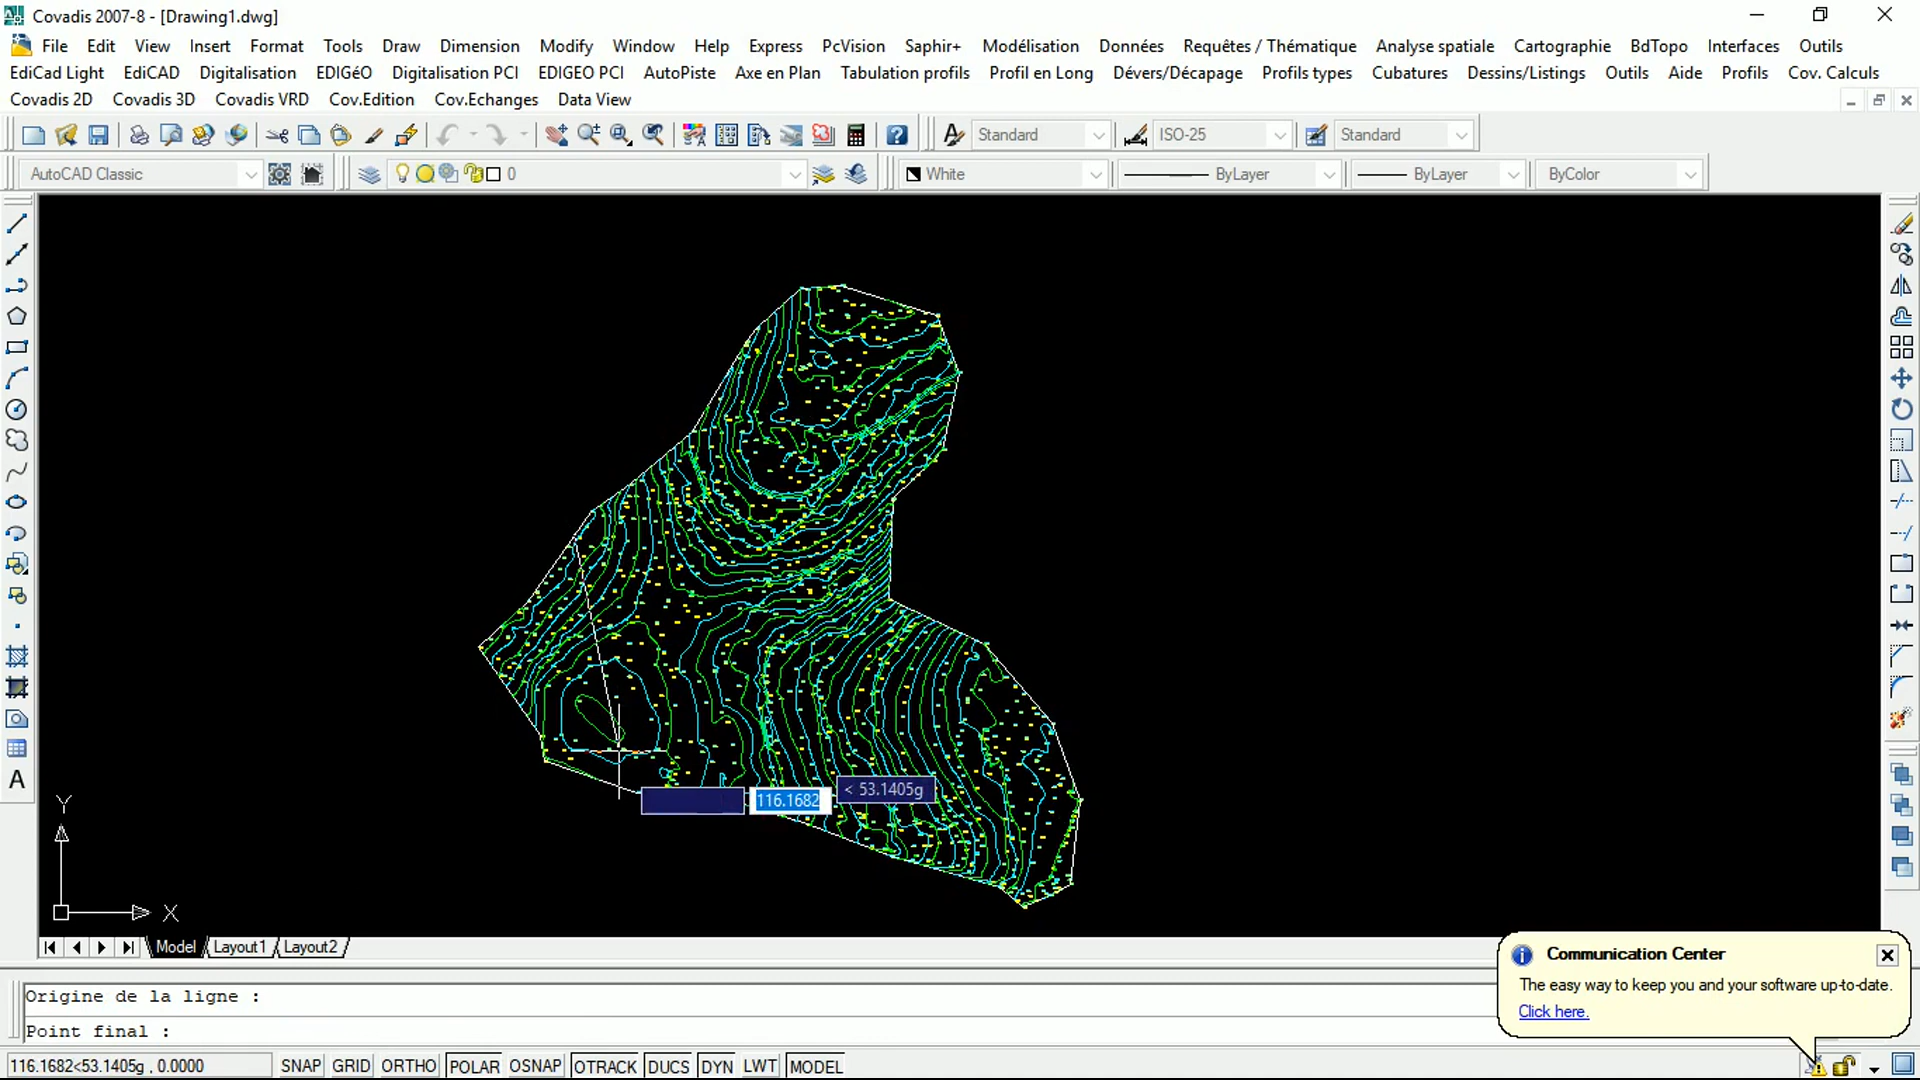 Covadis 2007-8 - [Drawing1.dwg]
File Edit View Insert Format Tools Draw Dimension Modify Window Help Express PcVision Saphir+ Modélisation Données Requêtes / Thématique Analyse spatiale Cartographie BdTopo Interfaces Outils
EdiCad Light EdiCAD Digitalisation EDIGéO Digitalisation PCI EDIGEO PCI AutoPiste Axe en Plan Tabulation profils Profil en Long Dévers/Décapage Profils types Cubatures Dessins/Listings Outils Aide Profils Cov. Calculs
Covadis 2D Covadis 3D Covadis VRD Cov.Edition Cov.Echanges Data View
Standard ISO-25 Standard
AutoCAD Classic 0 White ByLayer ByLayer ByColor
A
116.1682 < 53.1405g
Y
X
Model Layout1 Layout2
Communication Center
The easy way to keep you and your software up-to-date.
Click here.
Origine de la ligne :
Point final :
116.1682<53.1405g , 0.0000 SNAP GRID ORTHO POLAR OSNAP OTRACK DUCS DYN LWT MODEL